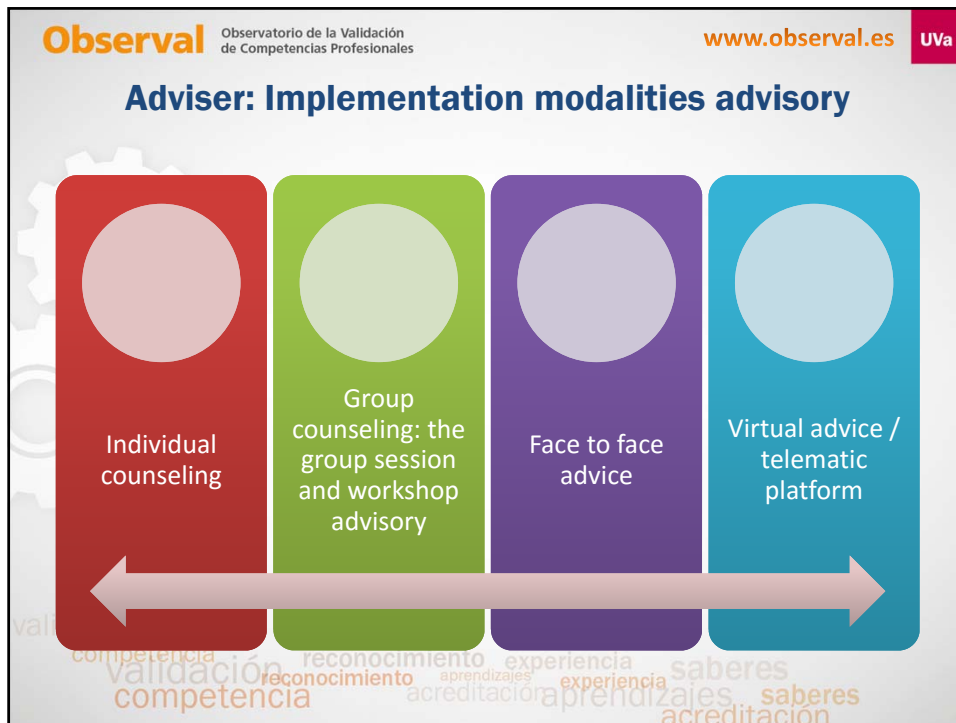 Observal
Observatorio de la Validación
de Competencias Profesionales
www.observal.es
UVa
Adviser: Implementation modalities advisory
Individual
counseling
Group
counseling: the
group session
and workshop
advisory
Face to face
advice
Virtual advice /
telematic
platform
vali
competencia
validación
reconocimiento
experiencia
saberes
reconocimiento
aprendizajes
experiencia
competencia
acreditación
aprendizajes
saberes
acreditación